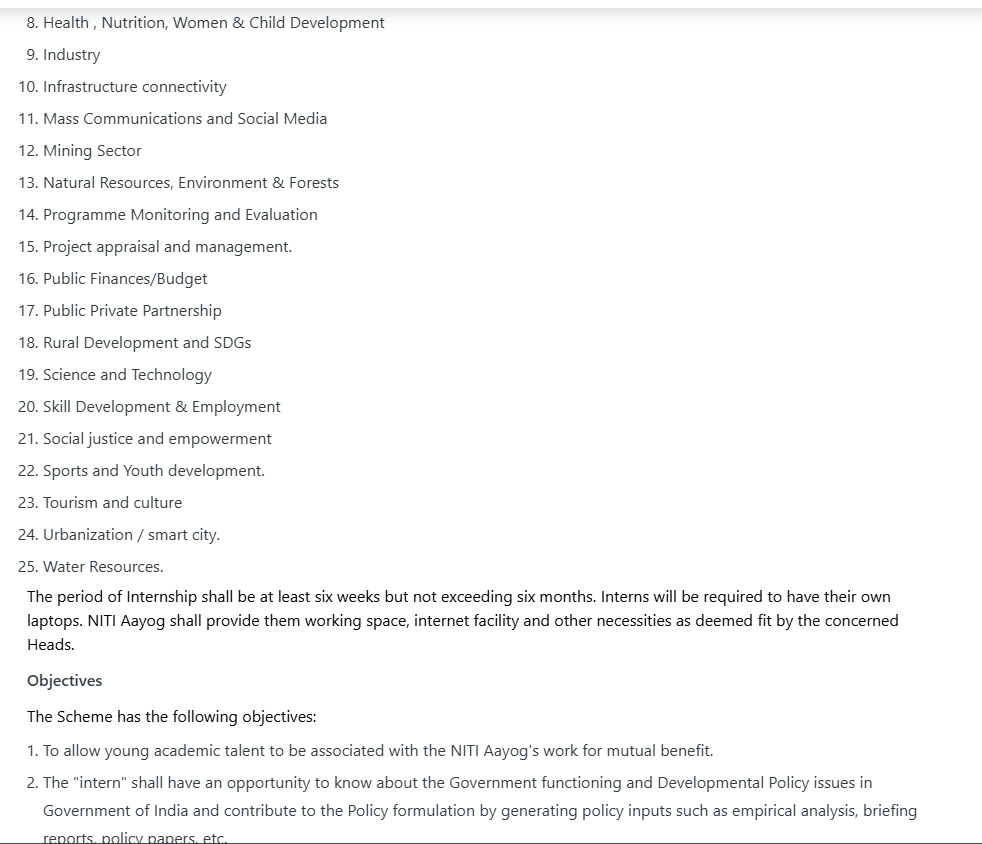 8. Health , Nutrition, Women & Child Development
9. Industry
10. Infrastructure connectivity
11. Mass Communications and Social Media
12. Mining Sector
13. Natural Resources, Environment & Forests
14. Programme Monitoring and Evaluation
15. Project appraisal and management.
16. Public Finances/Budget
17. Public Private Partnership
18. Rural Development and SDGs
19. Science and Technology
20. Skill Development & Employment
21. Social justice and empowerment
22. Sports and Youth development.
23. Tourism and culture
24. Urbanization / smart city.
25. Water Resources.
The period of Internship shall be at least six weeks but not exceeding six months. Interns will be required to have their own
laptops. NITI Aayog shall provide them working space, internet facility and other necessities as deemed fit by the concerned
Heads.
Objectives
The Scheme has the following objectives:
1. To allow young academic talent to be associated with the NITI Aayog's work for mutual benefit.
2. The "intern" shall have an opportunity to know about the Government functioning and Developmental Policy issues in
Government of India and contribute to the Policy formulation by generating policy inputs such as empirical analysis, briefing
reports, policy papers, etc.